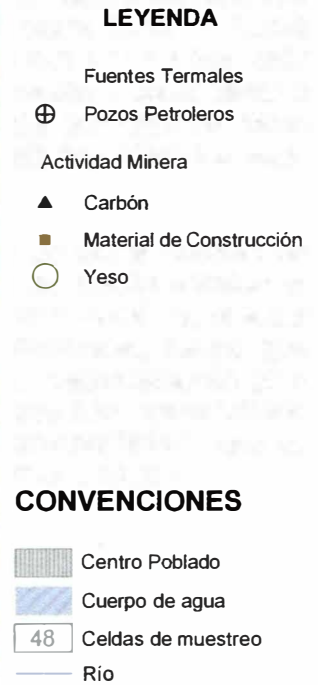 LEYENDA
Fuentes Termales
Pozos Petroleros
Actividad Minera
Carbón
Material de Construcción
Yeso
CONVENCIONES
Centro Poblado
Cuerpo de agua
48 Celdas de muestreo
Río